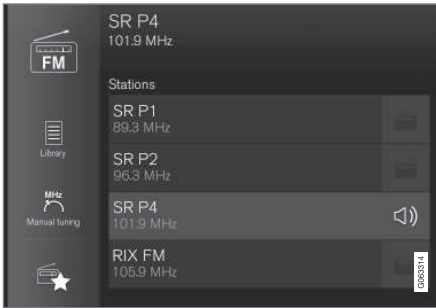 FM
SR P4
101.9 MHz
Stations
SR P1
89.3 MHz
Library
SR P2
96.3 MHz
MHz
Manual tuning
SR P4
101.9 MHz
RIX FM
105.9 MHz
G063314